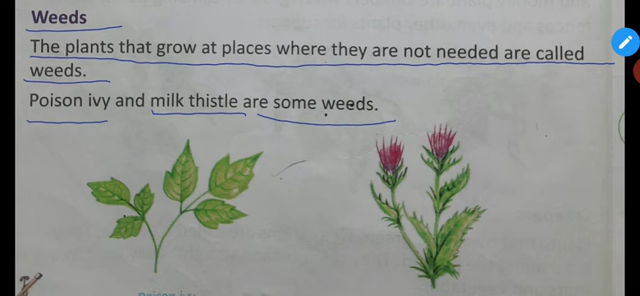 Weeds
The plants that grow at places where they are not needed are called
weeds.
Poison ivy and milk thistle are some weeds.